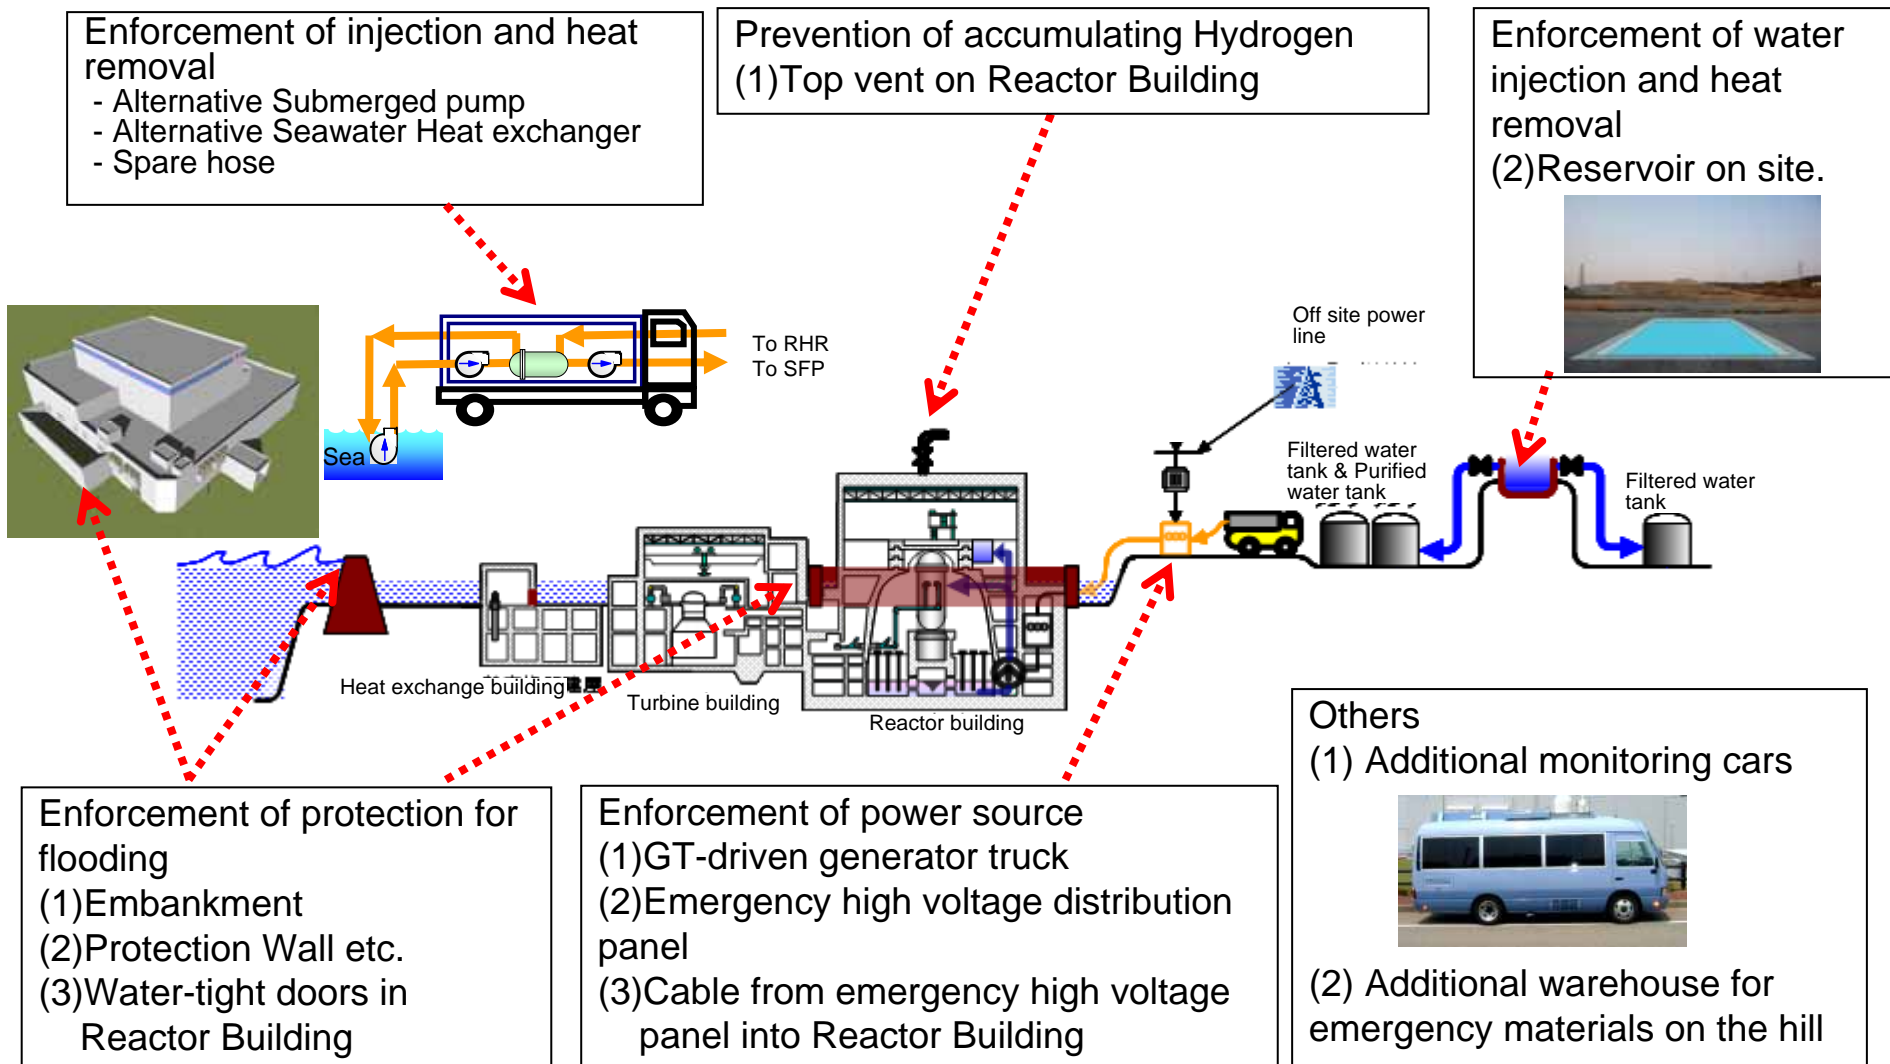 Enforcement of injection and heat
removal
- Alternative Submerged pump
- Alternative Seawater Heat exchanger
- Spare hose
Prevention of accumulating Hydrogen
(1)Top vent on Reactor Building
Enforcement of water
injection and heat
removal
(2)Reservoir on site.
To RHR
To SFP
Sea
Off site power
line
Filtered water
tank & Purified
water tank
Filtered water
tank
Heat exchange building
Turbine building
Reactor building
Enforcement of protection for
flooding
(1)Embankment
(2)Protection Wall etc.
(3)Water-tight doors in
Reactor Building
Enforcement of power source
(1)GT-driven generator truck
(2)Emergency high voltage distribution
panel
(3)Cable from emergency high voltage
panel into Reactor Building
Others
(1) Additional monitoring cars
(2) Additional warehouse for
emergency materials on the hill